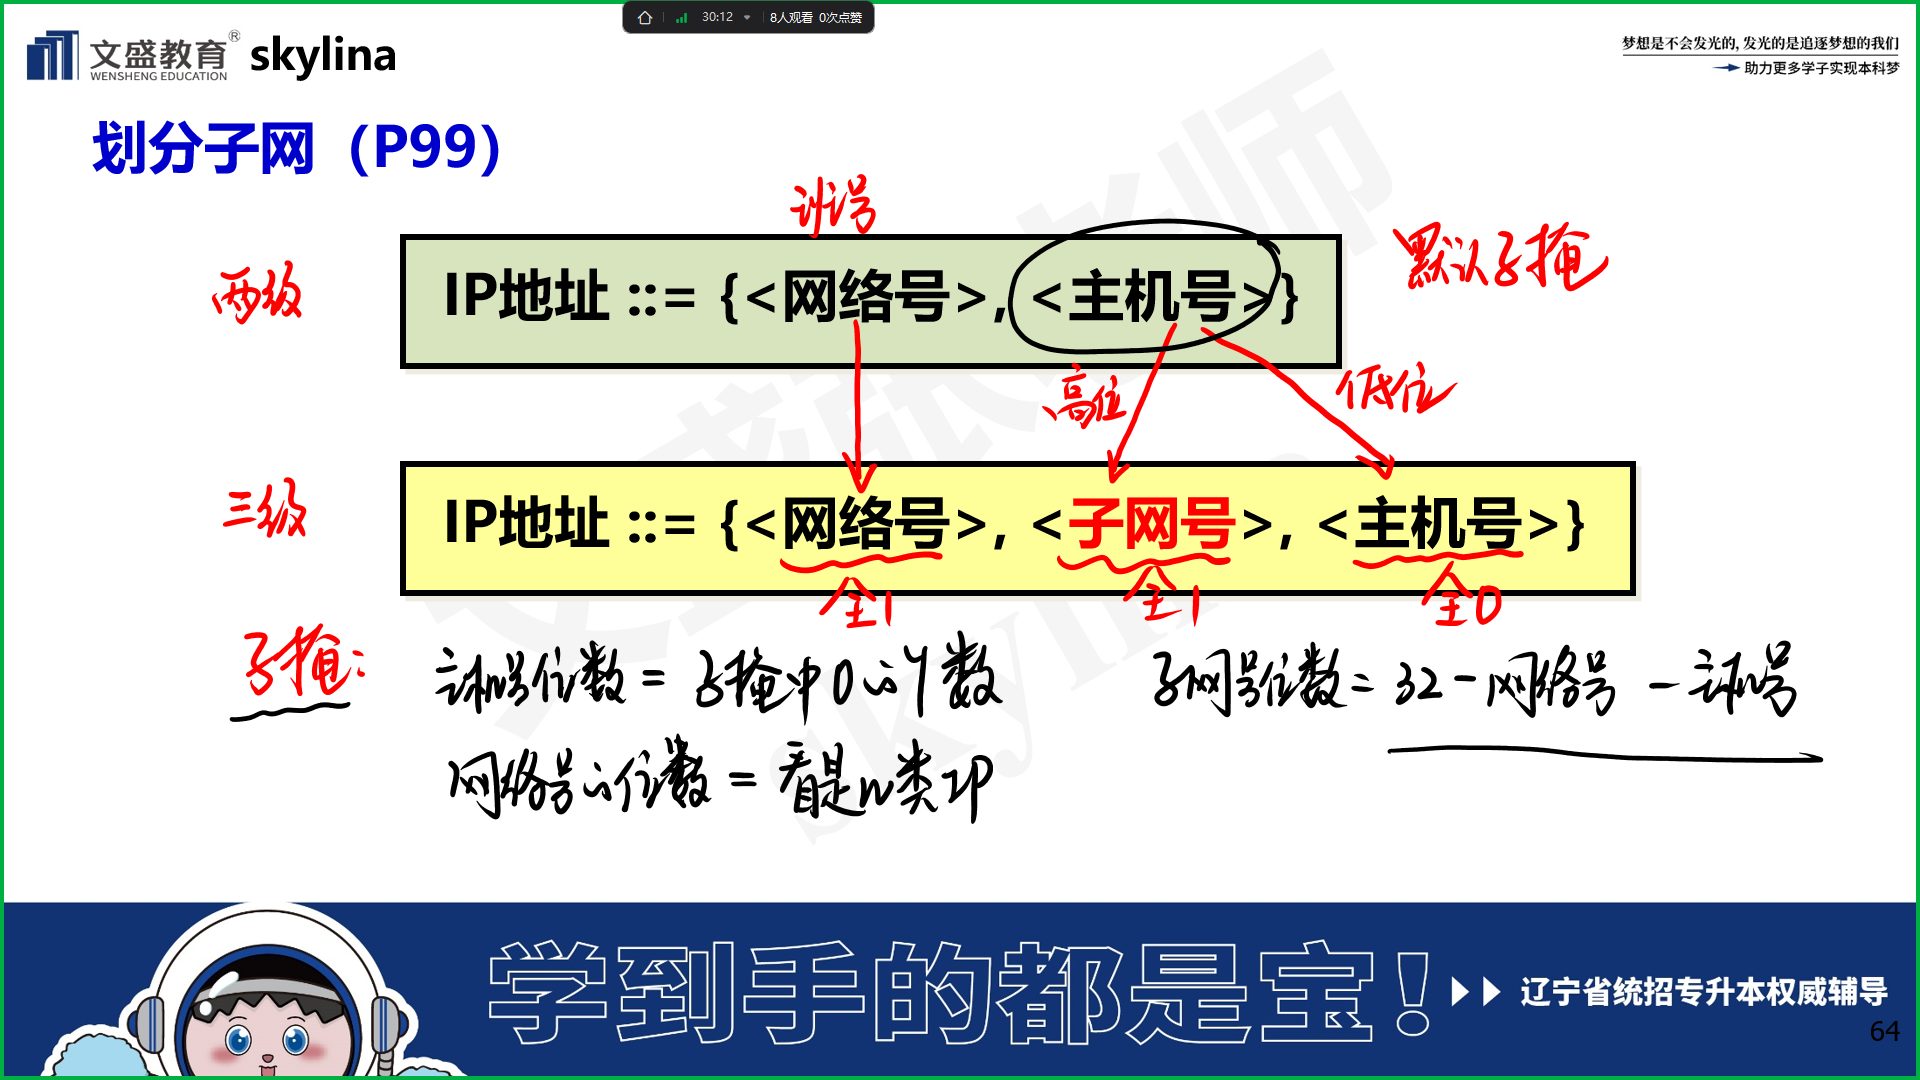 30:12 8人观看 0次点赞
文盛教育® skylina
WENSHENG EDUCATION
梦想是不会发光的, 发光的是追逐梦想的我们
助力更多学子实现本科梦
划分子网（P99）
默认子掩
两级
IP地址 ::= {<网络号>, <主机号>}
高位
低位
三级
IP地址 ::= {<网络号>, <子网号>, <主机号>}
全1 全1 全0
子掩:
主机号位数 = 子掩中0的个数
子网号位数 = 32 - 网络号 - 主机号
网络号的位数 = 看是w类IP
学到手的都是宝！
辽宁省统招专升本权威辅导
64